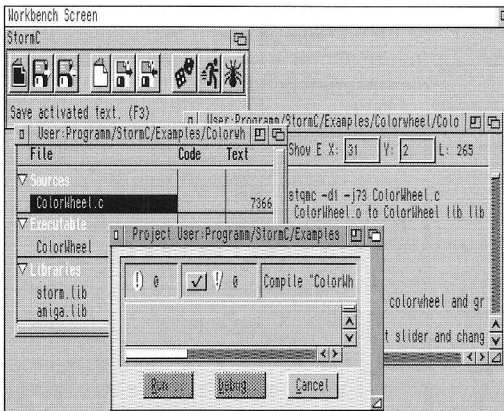 Workbench Screen
StormC
Save activated text. (F3)
User:Programm/StormC/Examples/Colorwheel/Colo
User:Programm/StormC/Examples/Colorwh
File Code Text
Show E X: 31 Y: 2 L: 265
Sources
ColorWheel.c 7366
stqmc -d1 -j73 ColorWheel.c
ColorWheel.o to ColorWheel lib lib
Executable
ColorWheel
Project User:Programm/StormC/Examples
Libraries
storm.lib
amiga.lib
0 0 Compile "ColorWh
colorwheel and gr
t slider and chang
Run Debug Cancel